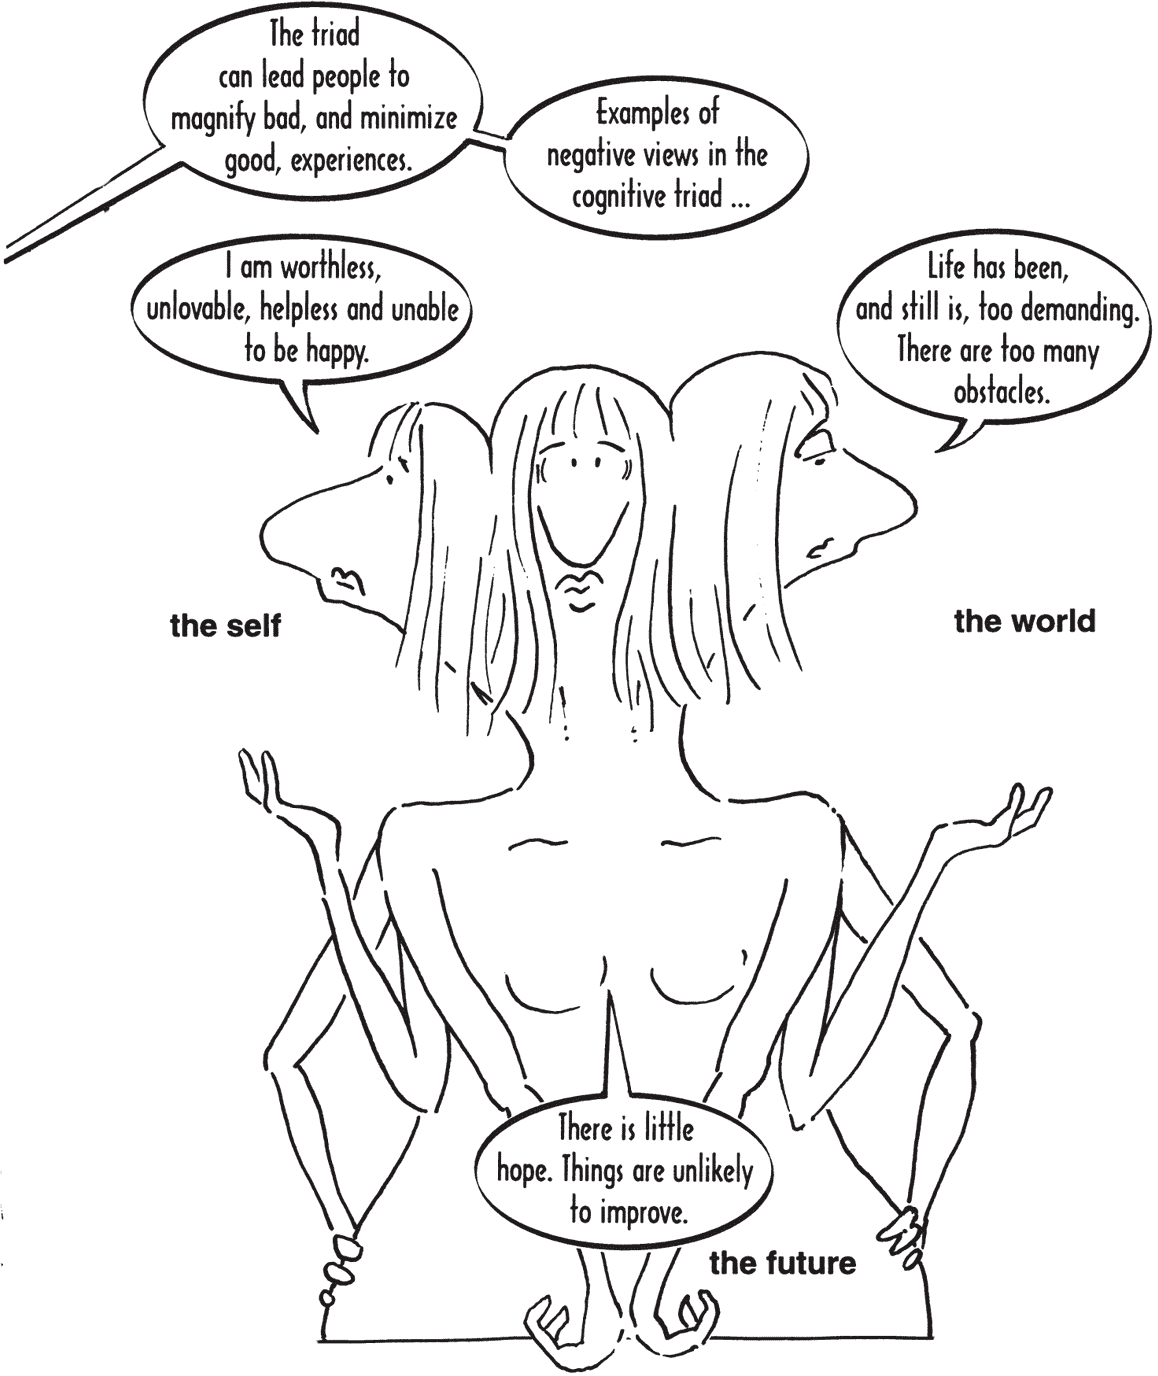 The triad
can lead people to
magnify bad, and minimize
good, experiences.
Examples of
negative views in the
cognitive triad ...
I am worthless,
unlovable, helpless and unable
to be happy.
Life has been,
and still is, too demanding.
There are too many
obstacles.
the self
the world
There is little
hope. Things are unlikely
to improve.
the future